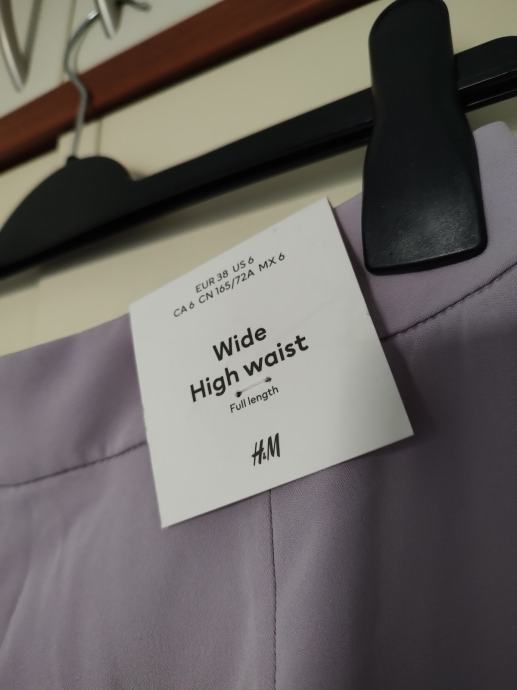 EUR 38 US 6
CA 6 CN 165/72A MX 6
Wide
High waist
Full length
H&M